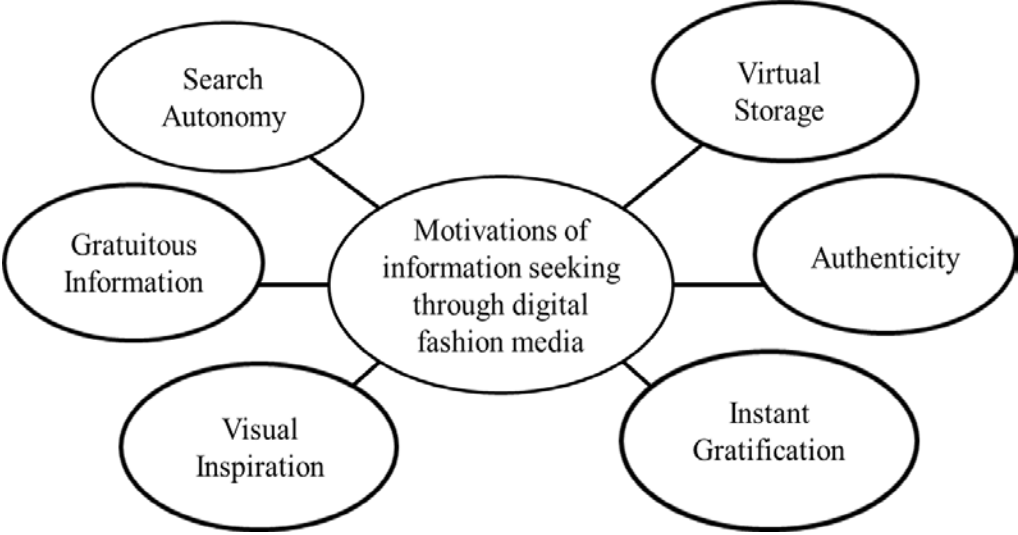 Search
Autonomy
Virtual
Storage
Gratuitous
Information
Motivations of
information seeking
through digital
fashion media
Authenticity
Visual
Inspiration
Instant
Gratification